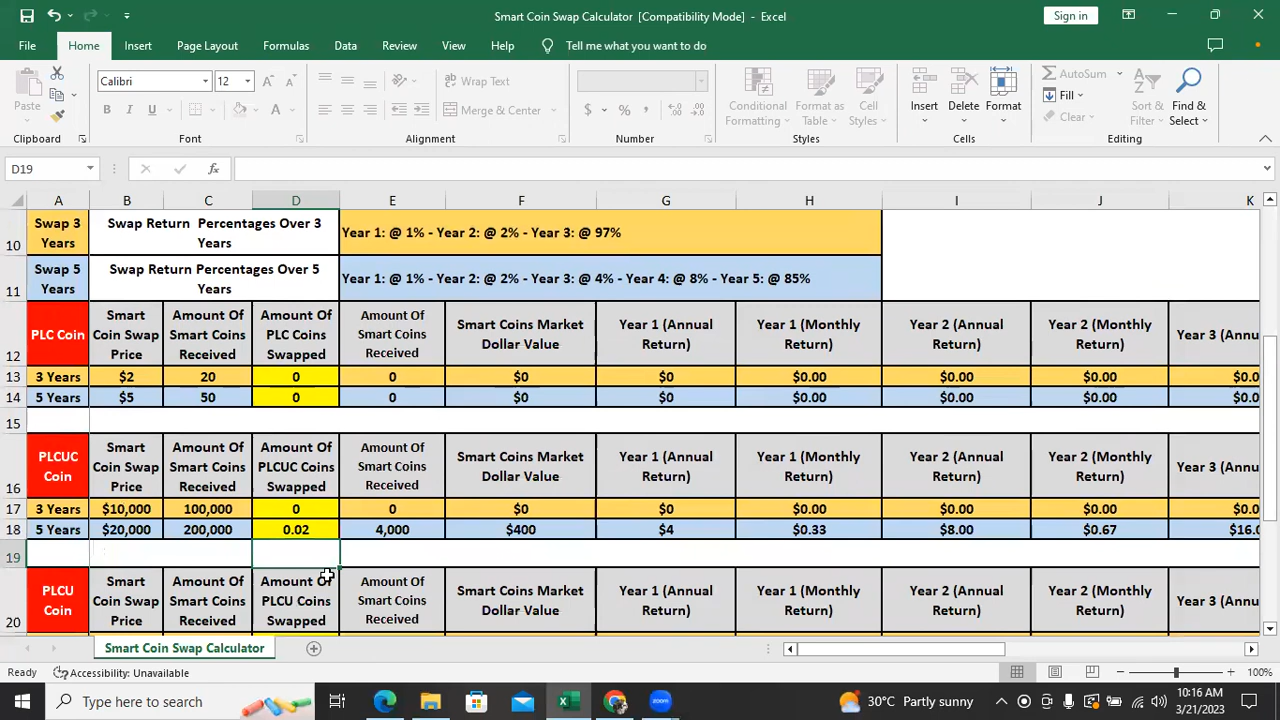 Smart Coin Swap Calculator [Compatibility Mode] - Excel
Sign in
File Home Insert Page Layout Formulas Data Review View Help Tell me what you want to do
Paste
Calibri 12
Wrap Text
Merge & Center
Conditional Formatting
Format as Table
Cell Styles
Insert Delete Format
AutoSum
Fill
Clear
Sort & Filter
Find & Select
Clipboard Font Alignment Number Styles Cells Editing
D19
A B C D E F G H I J K
10 Swap 3 Years Swap Return Percentages Over 3 Years Year 1: @ 1% - Year 2: @ 2% - Year 3: @ 97%
11 Swap 5 Years Swap Return Percentages Over 5 Years Year 1: @ 1% - Year 2: @ 2% - Year 3: @ 4% - Year 4: @ 8% - Year 5: @ 85%
12 PLC Coin Smart Coin Swap Price Amount Of Smart Coins Received Amount Of PLC Coins Swapped Amount Of Smart Coins Received Smart Coins Market Dollar Value Year 1 (Annual Return) Year 1 (Monthly Return) Year 2 (Annual Return) Year 2 (Monthly Return) Year 3 (Annu
13 3 Years $2 20 0 0 $0 $0 $0.00 $0.00 $0.00 $0.0
14 5 Years $5 50 0 0 $0 $0 $0.00 $0.00 $0.00 $0.0
15
16 PLCUC Coin Smart Coin Swap Price Amount Of Smart Coins Received Amount Of PLCUC Coins Swapped Amount Of Smart Coins Received Smart Coins Market Dollar Value Year 1 (Annual Return) Year 1 (Monthly Return) Year 2 (Annual Return) Year 2 (Monthly Return) Year 3 (Annu
17 3 Years $10,000 100,000 0 0 $0 $0 $0.00 $0.00 $0.00 $0.0
18 5 Years $20,000 200,000 0.02 4,000 $400 $4 $0.33 $8.00 $0.67 $16.0
19
20 PLCU Coin Smart Coin Swap Price Amount Of Smart Coins Received Amount Of PLCU Coins Swapped Amount Of Smart Coins Received Smart Coins Market Dollar Value Year 1 (Annual Return) Year 1 (Monthly Return) Year 2 (Annual Return) Year 2 (Monthly Return) Year 3 (Annu
Smart Coin Swap Calculator
Ready Accessibility: Unavailable 100%
Type here to search
zoom
30°C Partly sunny
10:16 AM
3/21/2023